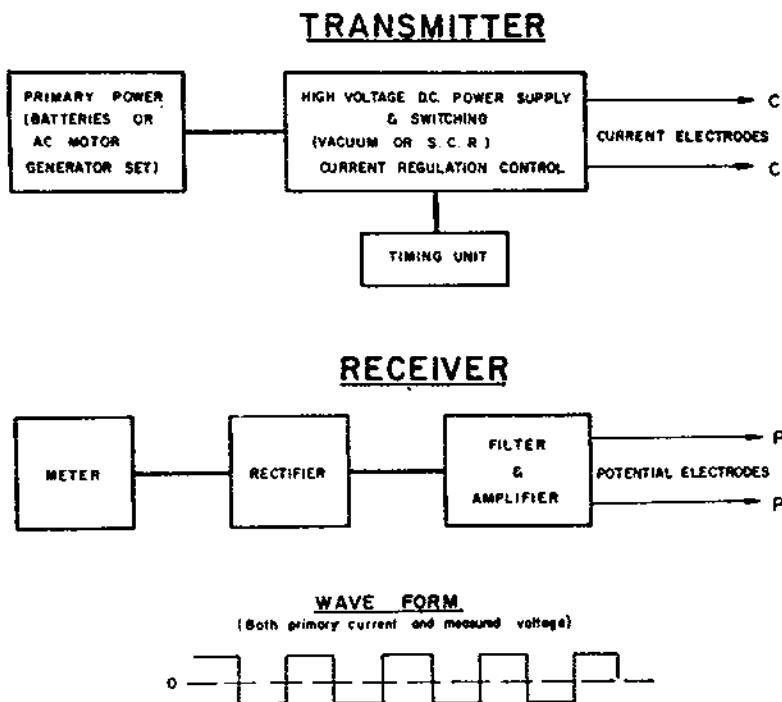 TRANSMITTER
PRIMARY POWER
(BATTERIES OR
AC MOTOR
GENERATOR SET)
HIGH VOLTAGE D.C. POWER SUPPLY
& SWITCHING
(VACUUM OR S.C.R)
CURRENT REGULATION CONTROL
C
CURRENT ELECTRODES
C
TIMING UNIT
RECEIVER
METER
RECTIFIER
FILTER
&
AMPLIFIER
P
POTENTIAL ELECTRODES
P
WAVE FORM
(Both primary current and measured voltage)
0